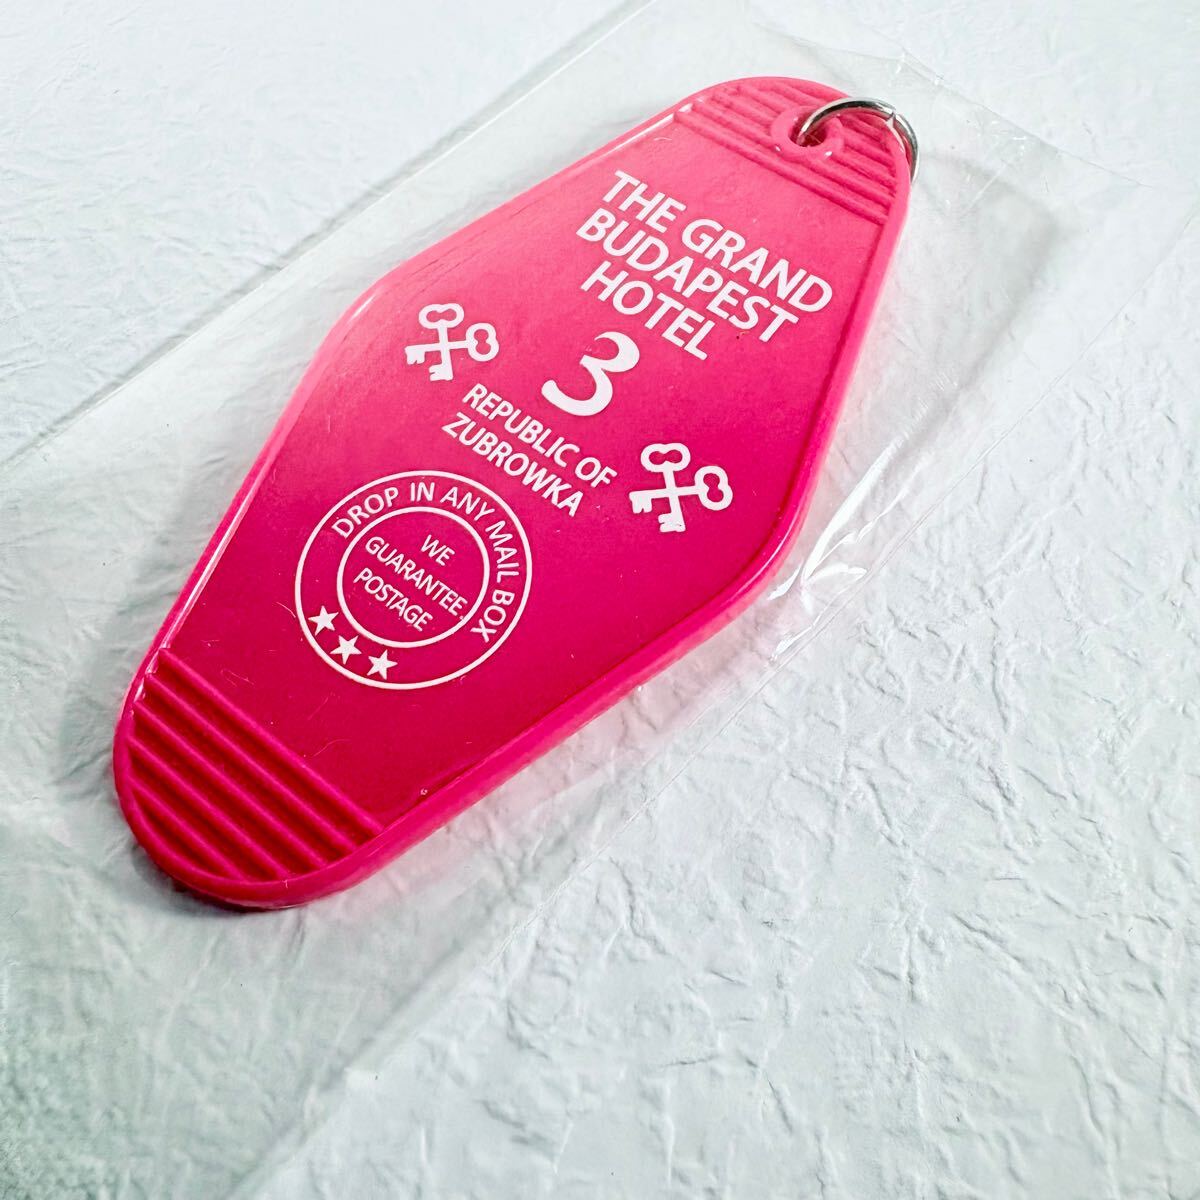 THE GRAND
BUDAPEST
HOTEL
3
REPUBLIC OF
ZUBROWKA
DROP IN ANY MAIL BOX
WE
GUARANTEE
POSTAGE